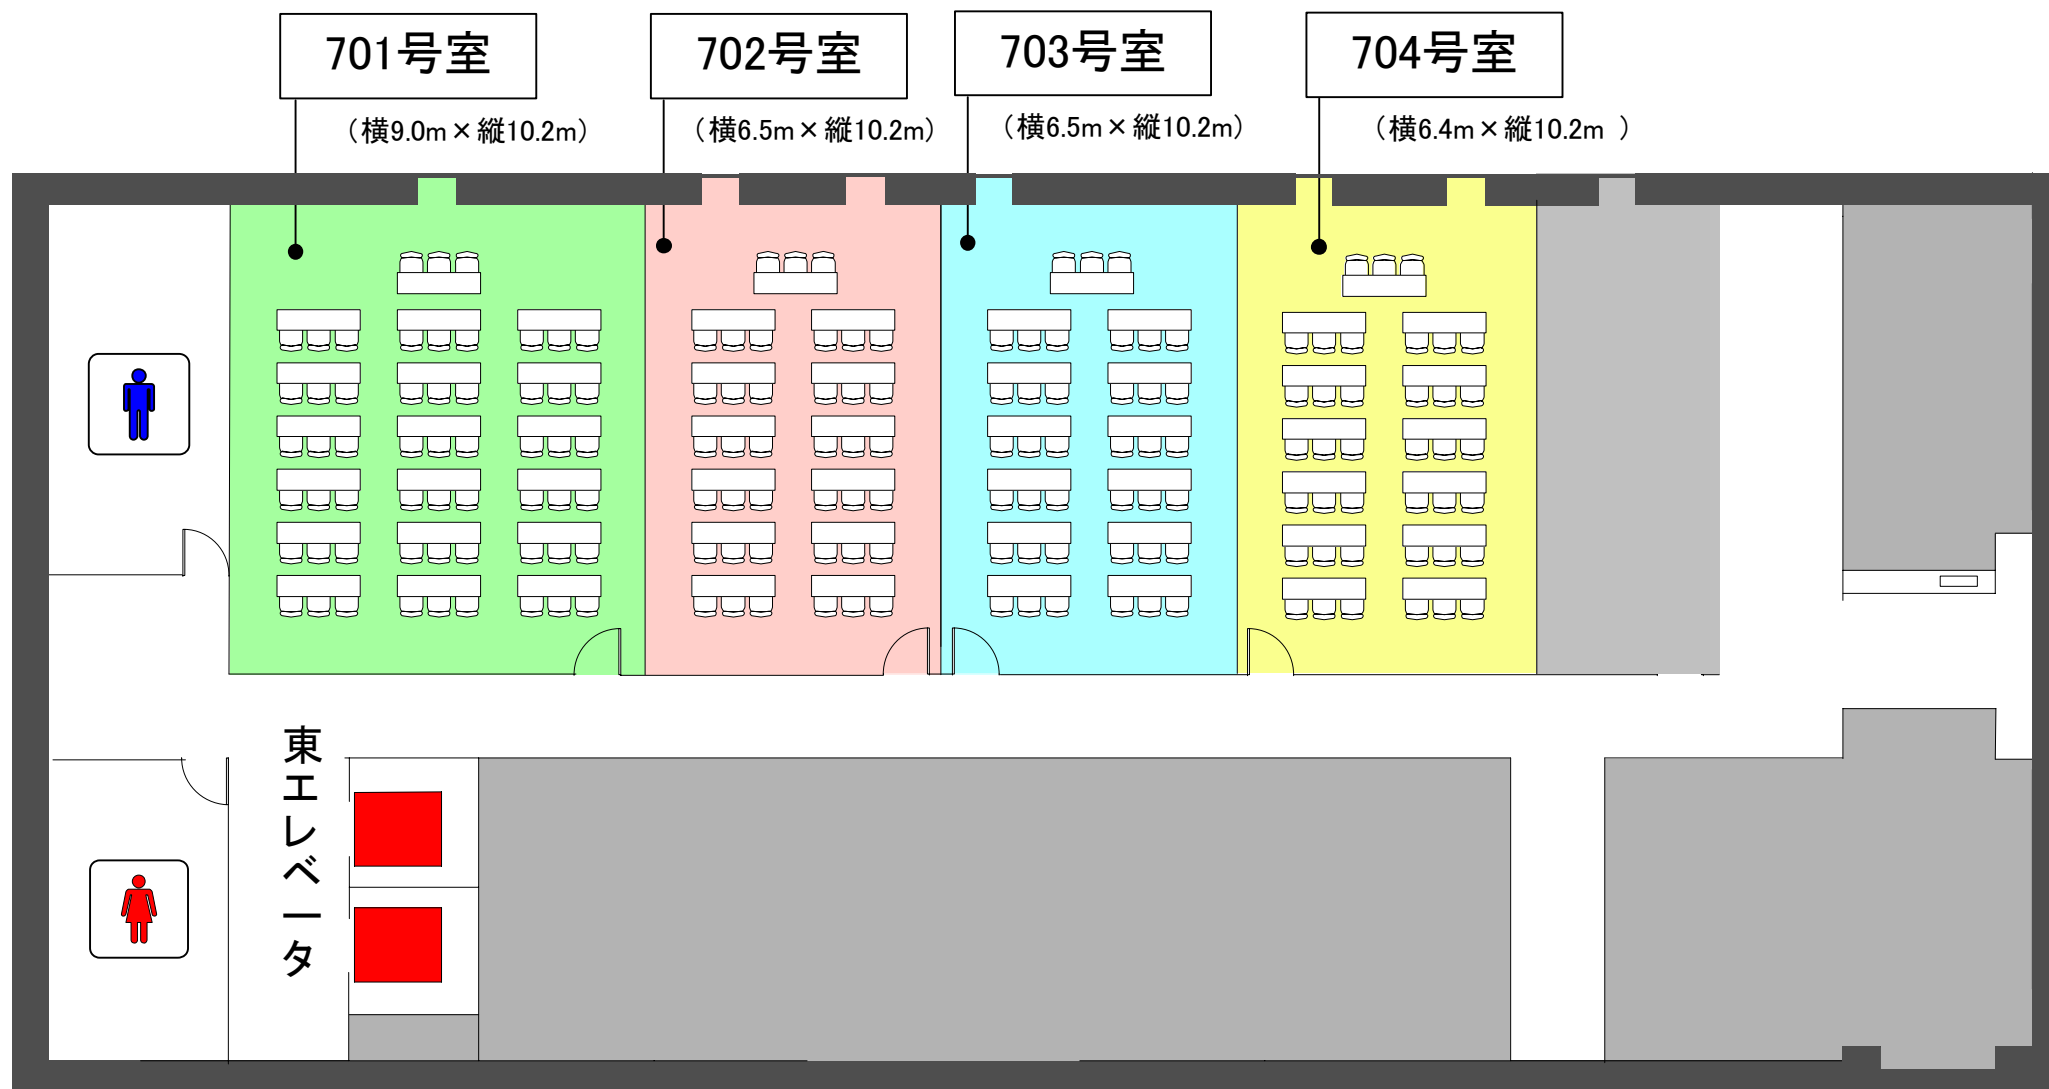 701号室
702号室
703号室
704号室
（横9.0m×縦10.2m）
（横6.5m×縦10.2m）
（横6.5m×縦10.2m）
（横6.4m×縦10.2m ）
東エレベータ